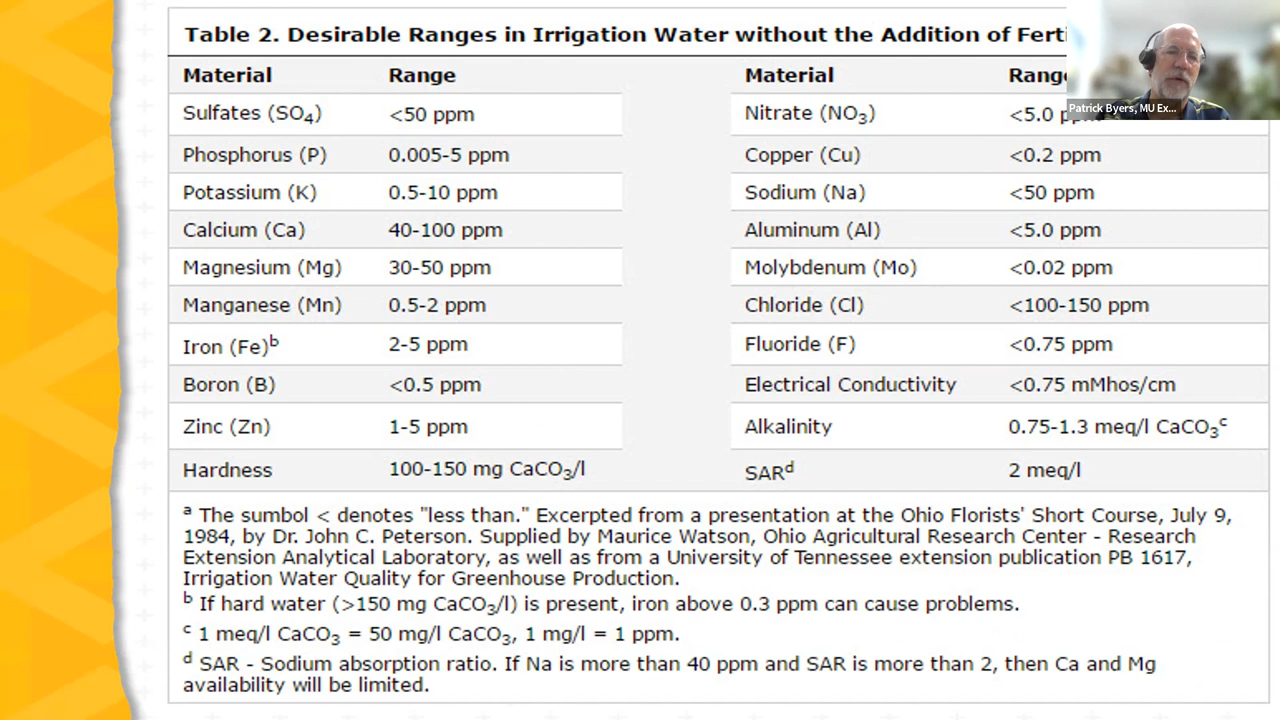 Table 2. Desirable Ranges in Irrigation Water without the Addition of
Material Range Material
Sulfates (SO₄) <50 ppm Nitrate (NO₃) <5.0
Patrick Byers, MU Ex...
Phosphorus (P) 0.005-5 ppm Copper (Cu) <0.2 ppm
Potassium (K) 0.5-10 ppm Sodium (Na) <50 ppm
Calcium (Ca) 40-100 ppm Aluminum (Al) <5.0 ppm
Magnesium (Mg) 30-50 ppm Molybdenum (Mo) <0.02 ppm
Manganese (Mn) 0.5-2 ppm Chloride (Cl) <100-150 ppm
Iron (Fe)ᵇ 2-5 ppm Fluoride (F) <0.75 ppm
Boron (B) <0.5 ppm Electrical Conductivity <0.75 mMhos/cm
Zinc (Zn) 1-5 ppm Alkalinity 0.75-1.3 meq/l CaCO₃ᶜ
Hardness 100-150 mg CaCO₃/l SARᵈ 2 meq/l
ᵃ The sumbol < denotes "less than." Excerpted from a presentation at the Ohio Florists' Short Course, July 9,
1984, by Dr. John C. Peterson. Supplied by Maurice Watson, Ohio Agricultural Research Center - Research
Extension Analytical Laboratory, as well as from a University of Tennessee extension publication PB 1617,
Irrigation Water Quality for Greenhouse Production.
ᵇ If hard water (>150 mg CaCO₃/l) is present, iron above 0.3 ppm can cause problems.
ᶜ 1 meq/l CaCO₃ = 50 mg/l CaCO₃, 1 mg/l = 1 ppm.
ᵈ SAR - Sodium absorption ratio. If Na is more than 40 ppm and SAR is more than 2, then Ca and Mg
availability will be limited.